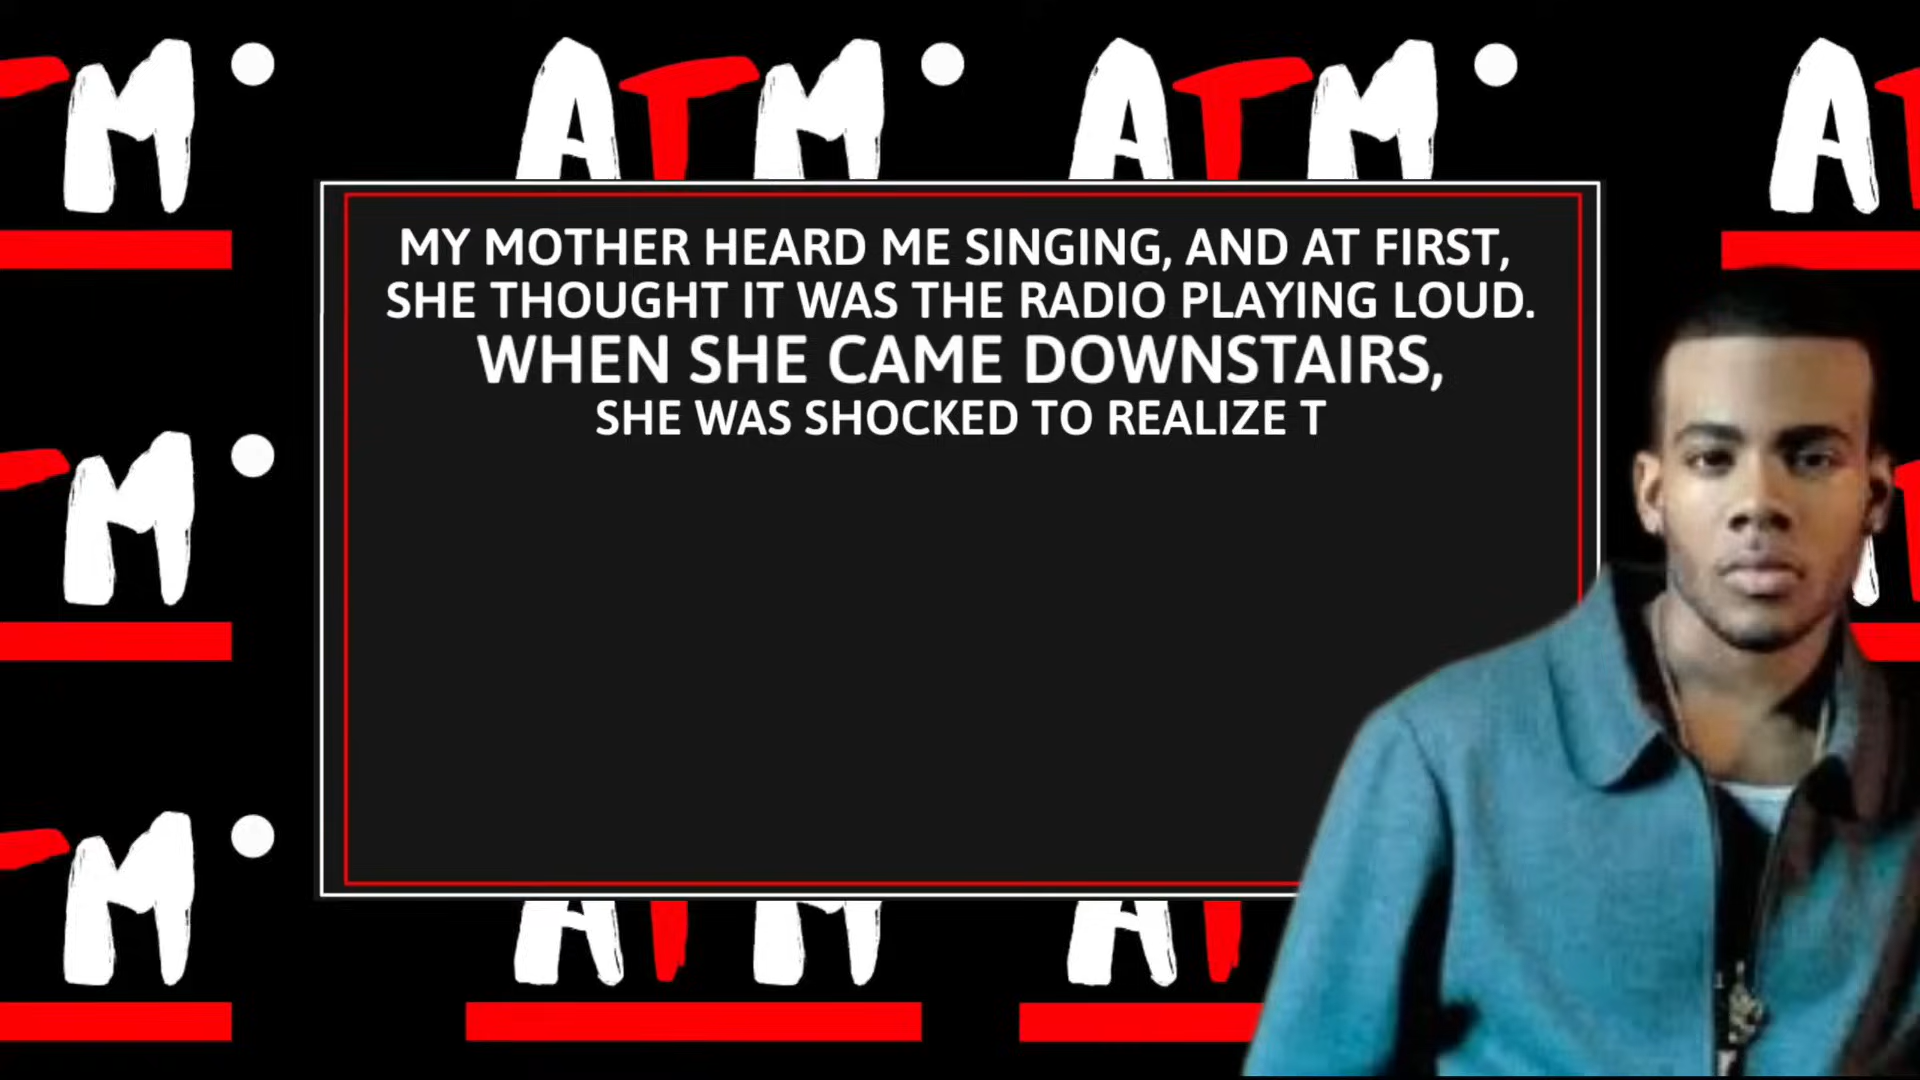 ATM
ATM
MY MOTHER HEARD ME SINGING, AND AT FIRST,
SHE THOUGHT IT WAS THE RADIO PLAYING LOUD.
WHEN SHE CAME DOWNSTAIRS,
SHE WAS SHOCKED TO REALIZE T